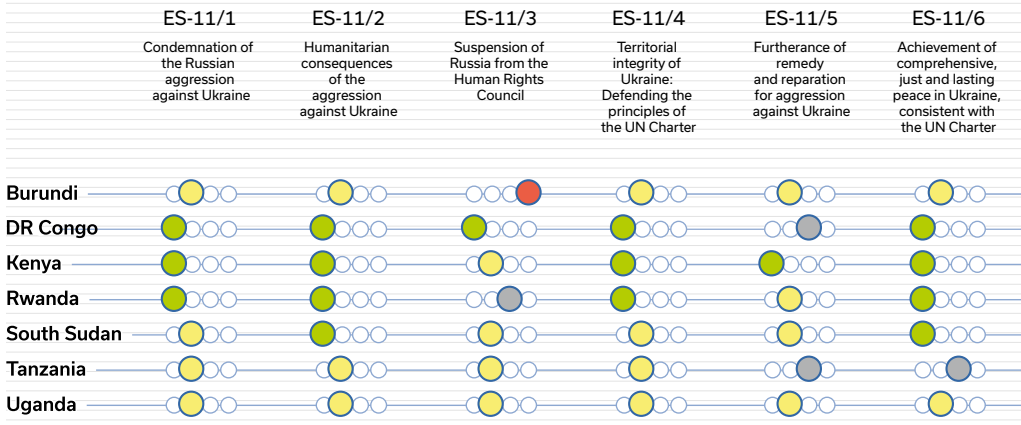 ES-11/1 ES-11/2 ES-11/3 ES-11/4 ES-11/5 ES-11/6
Condemnation of
the Russian
aggression
against Ukraine
Humanitarian
consequences
of the
aggression
against Ukraine
Suspension of
Russia from the
Human Rights
Council
Territorial
integrity of
Ukraine:
Defending the
principles of
the UN Charter
Furtherance of
remedy
and reparation
for aggression
against Ukraine
Achievement of
comprehensive,
just and lasting
peace in Ukraine,
consistent with
the UN Charter
Burundi
DR Congo
Kenya
Rwanda
South Sudan
Tanzania
Uganda